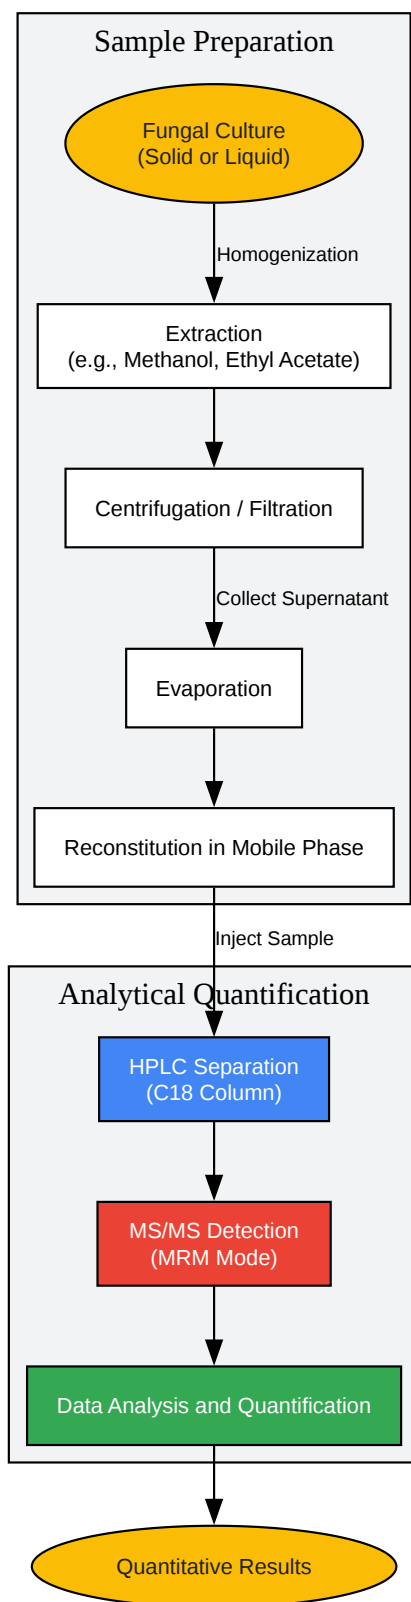 Sample Preparation
Fungal Culture
(Solid or Liquid)
Homogenization
Extraction
(e.g., Methanol, Ethyl Acetate)
Centrifugation / Filtration
Collect Supernatant
Evaporation
Reconstitution in Mobile Phase
Inject Sample
Analytical Quantification
HPLC Separation
(C18 Column)
MS/MS Detection
(MRM Mode)
Data Analysis and Quantification
Quantitative Results